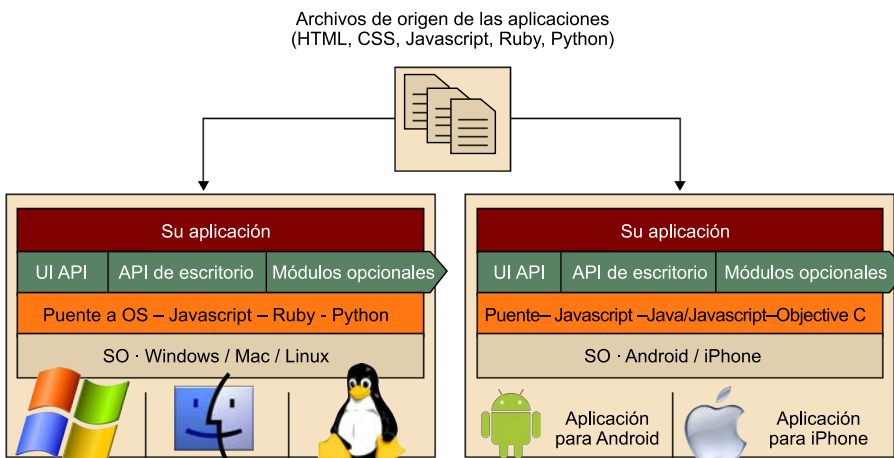 Archivos de origen de las aplicaciones
(HTML, CSS, Javascript, Ruby, Python)
Su aplicación
UI API
API de escritorio
Módulos opcionales
Puente a OS – Javascript – Ruby - Python
SO · Windows / Mac / Linux
Su aplicación
UI API
API de escritorio
Módulos opcionales
Puente– Javascript –Java/Javascript–Objective C
SO · Android / iPhone
Aplicación
para Android
Aplicación
para iPhone